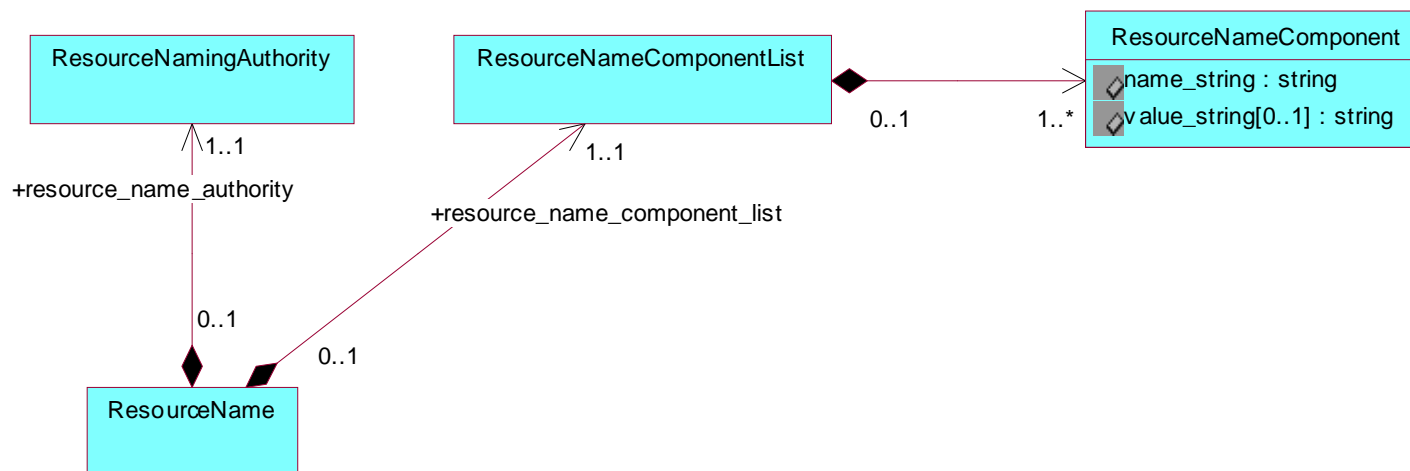 ResourceNamingAuthority
ResourceNameComponentList
ResourceNameComponent
name_string : string
value_string[0..1] : string
0..1
1..*
1..1
1..1
+resource_name_authority
+resource_name_component_list
0..1
0..1
ResourceName